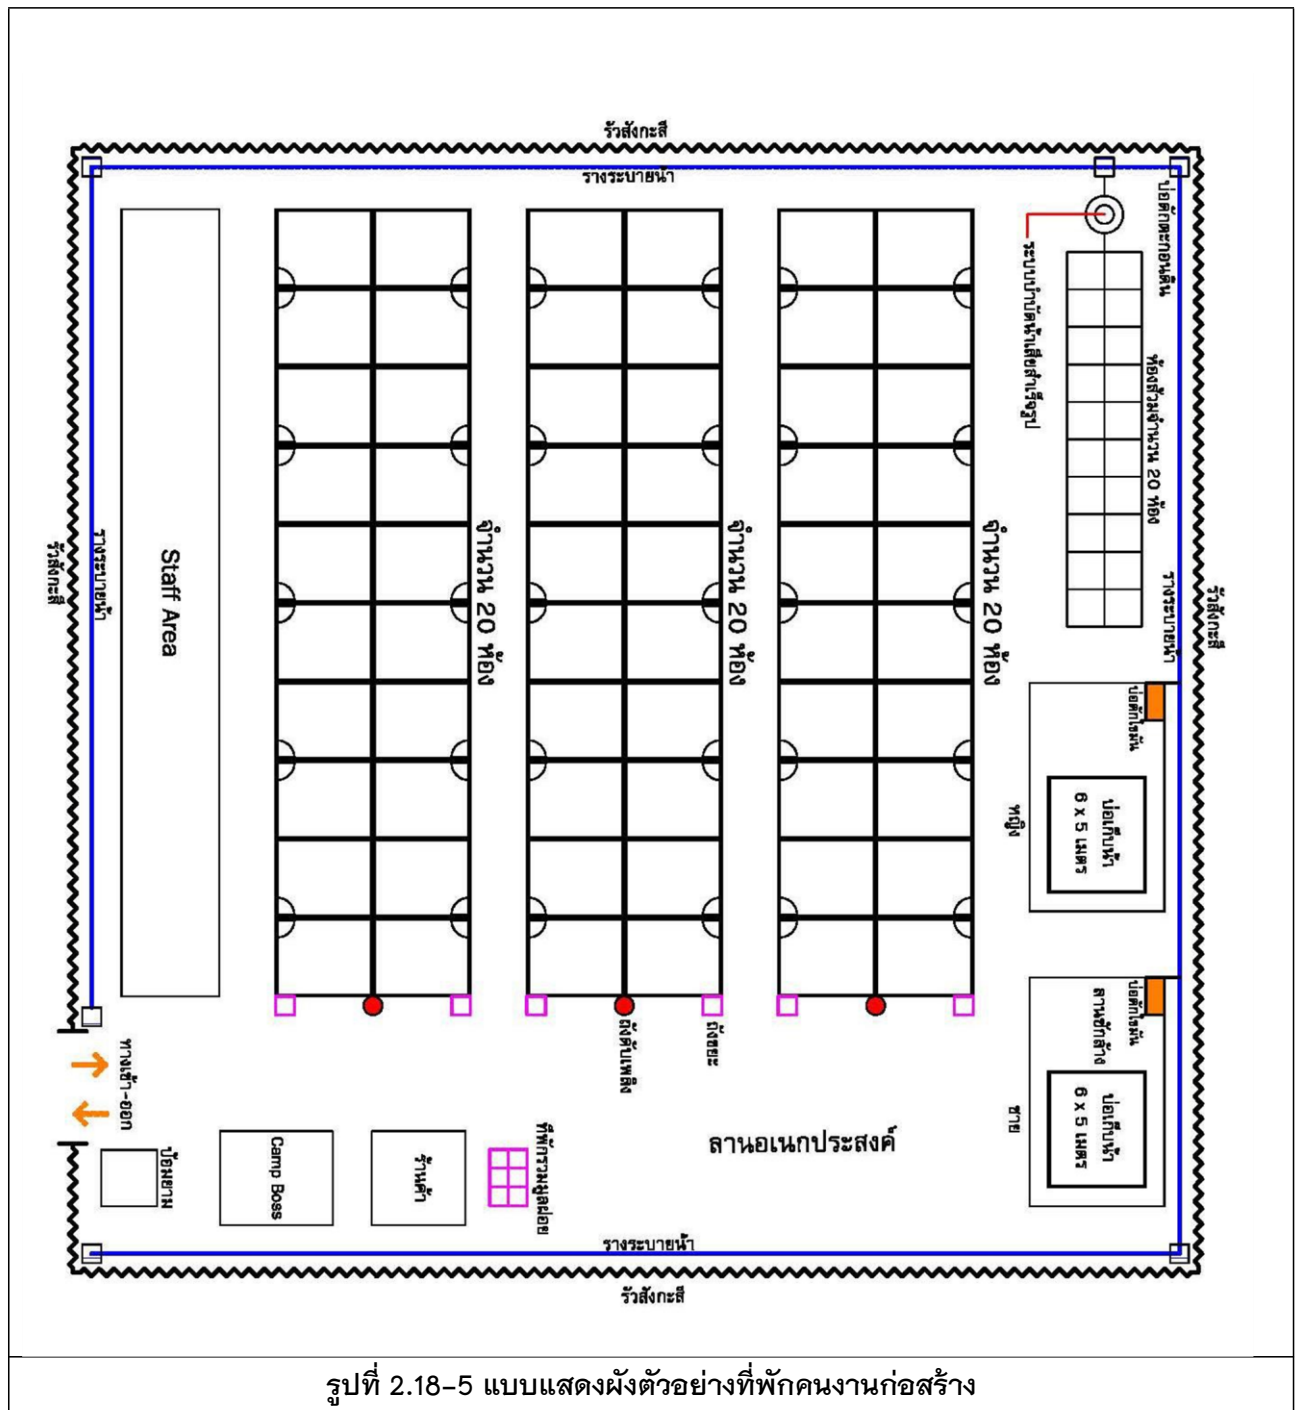 รั้วสังกะสี
รางระบายน้ำ
บ่อดักตะกอนดิน
ระบบบำบัดน้ำเสียสำเร็จรูป
ห้องส้วมจำนวน 20 ห้อง
รั้วสังกะสี
รางระบายน้ำ
Staff Area
จำนวน 20 ห้อง
จำนวน 20 ห้อง
จำนวน 20 ห้อง
รางระบายน้ำ
รั้วสังกะสี
บ่อดักไขมัน
บ่อเก็บน้ำ
6 x 5 เมตร
หญิง
บ่อดักไขมัน
ลานซักล้าง
บ่อเก็บน้ำ
6 x 5 เมตร
ชาย
ถังดับเพลิง
ถังขยะ
ทางเข้า-ออก
ป้อมยาม
Camp Boss
ร้านค้า
ที่พักรวมมูลฝอย
ลานอเนกประสงค์
รางระบายน้ำ
รั้วสังกะสี
รูปที่ 2.18-5 แบบแสดงผังตัวอย่างที่พักคนงานก่อสร้าง